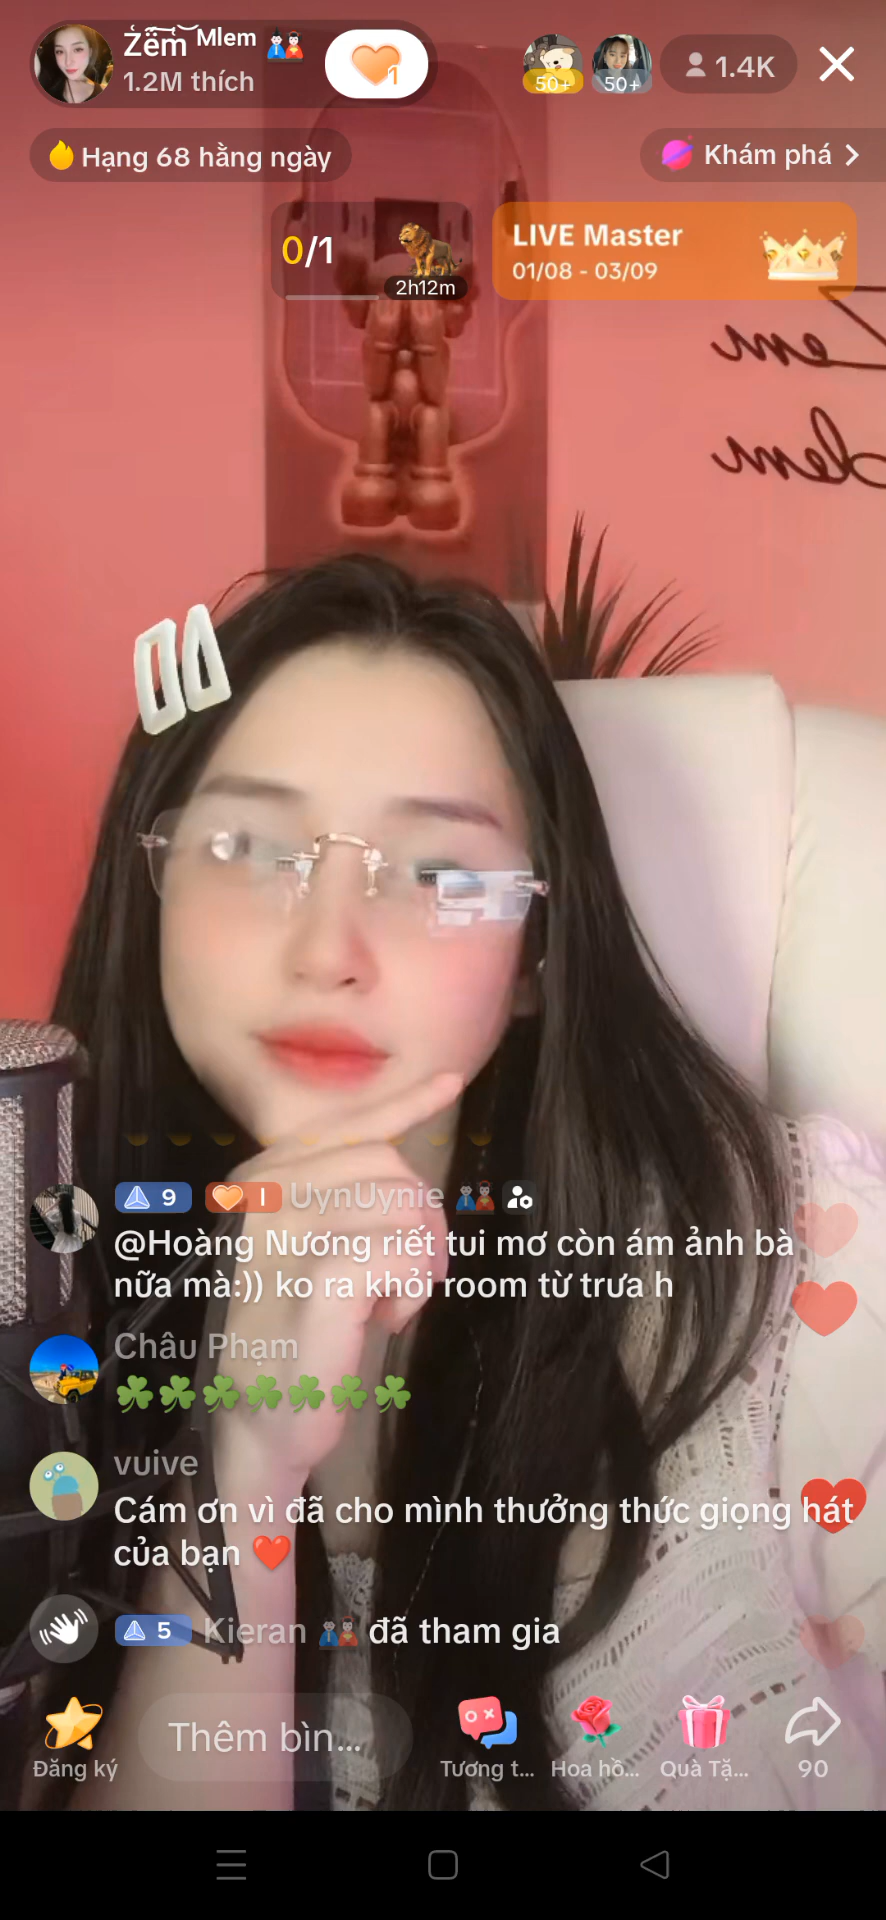 Zem Mlem 🎎
1.2M thích
1
50+
50+
1.4K
Hạng 68 hằng ngày
Khám phá
0/1
2h12m
LIVE Master
01/08 - 03/09
Zem
9
I
UynUynie 🎎
@Hoàng Nương riết tui mơ còn ám ảnh bà
nữa mà:)) ko ra khỏi room từ trưa h
Châu Phạm
☘️☘️☘️☘️☘️☘️☘️
vuive
Cám ơn vì đã cho mình thưởng thức giọng hát
của bạn ❤️
5 Kieran 🎎 đã tham gia
Thêm bìn...
Đăng ký
Tương t...
Hoa hồ...
Quà Tặ...
90